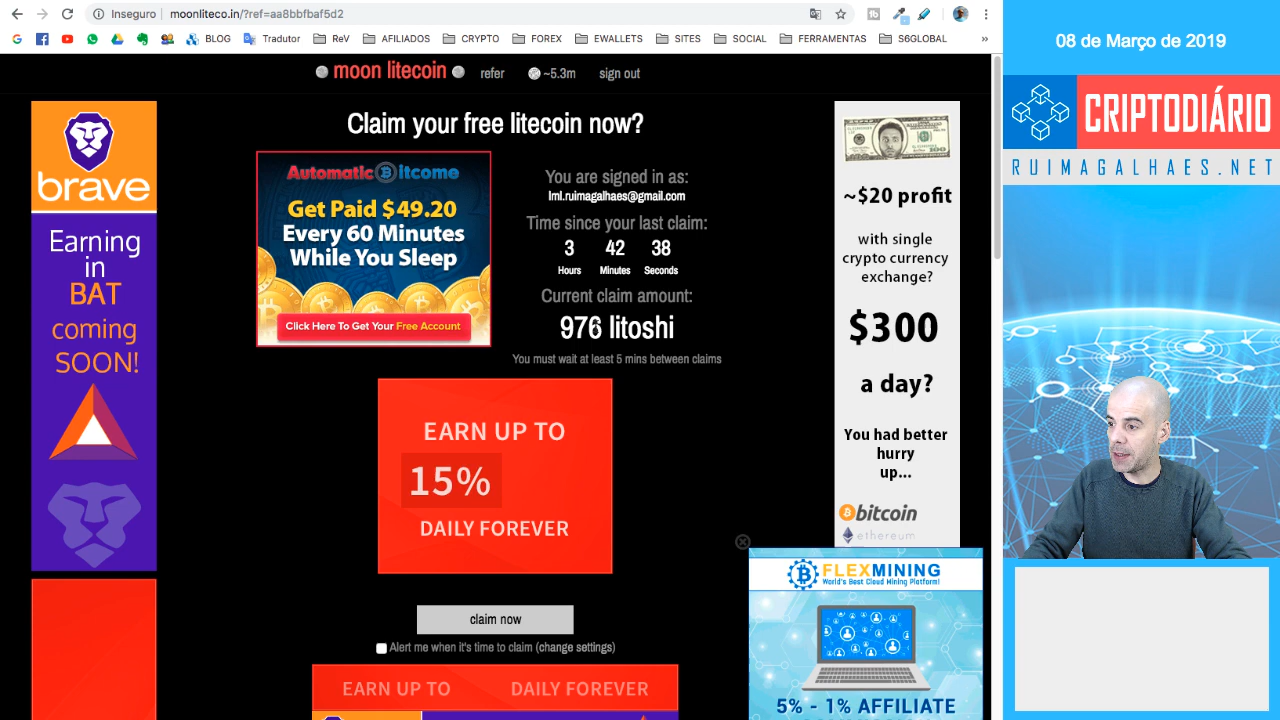 Inseguro | moonliteco.in/?ref=aa8bbfbaf5d2
BLOG Tradutor ReV AFILIADOS CRYPTO FOREX EWALLETS SITES SOCIAL FERRAMENTAS S6GLOBAL »
moon litecoin refer ~5.3m sign out
brave
Earning
in
BAT
coming
SOON!
Claim your free litecoin now?
Automatic Bitcome
Get Paid $49.20
Every 60 Minutes
While You Sleep
Click Here To Get Your Free Account
You are signed in as:
lml.ruimagalhaes@gmail.com
Time since your last claim:
3 42 38
Hours Minutes Seconds
Current claim amount:
976 litoshi
You must wait at least 5 mins between claims
EARN UP TO
15%
DAILY FOREVER
claim now
Alert me when it's time to claim (change settings)
EARN UP TO DAILY FOREVER
~$20 profit
with single
crypto currency
exchange?
$300
a day?
You had better
hurry
up...
bitcoin
ethereum
FLEXMINING
World's Best Cloud Mining Platform!
5% - 1% AFFILIATE
08 de Março de 2019
CRIPTODIÁRIO
RUIMAGALHAES.NET